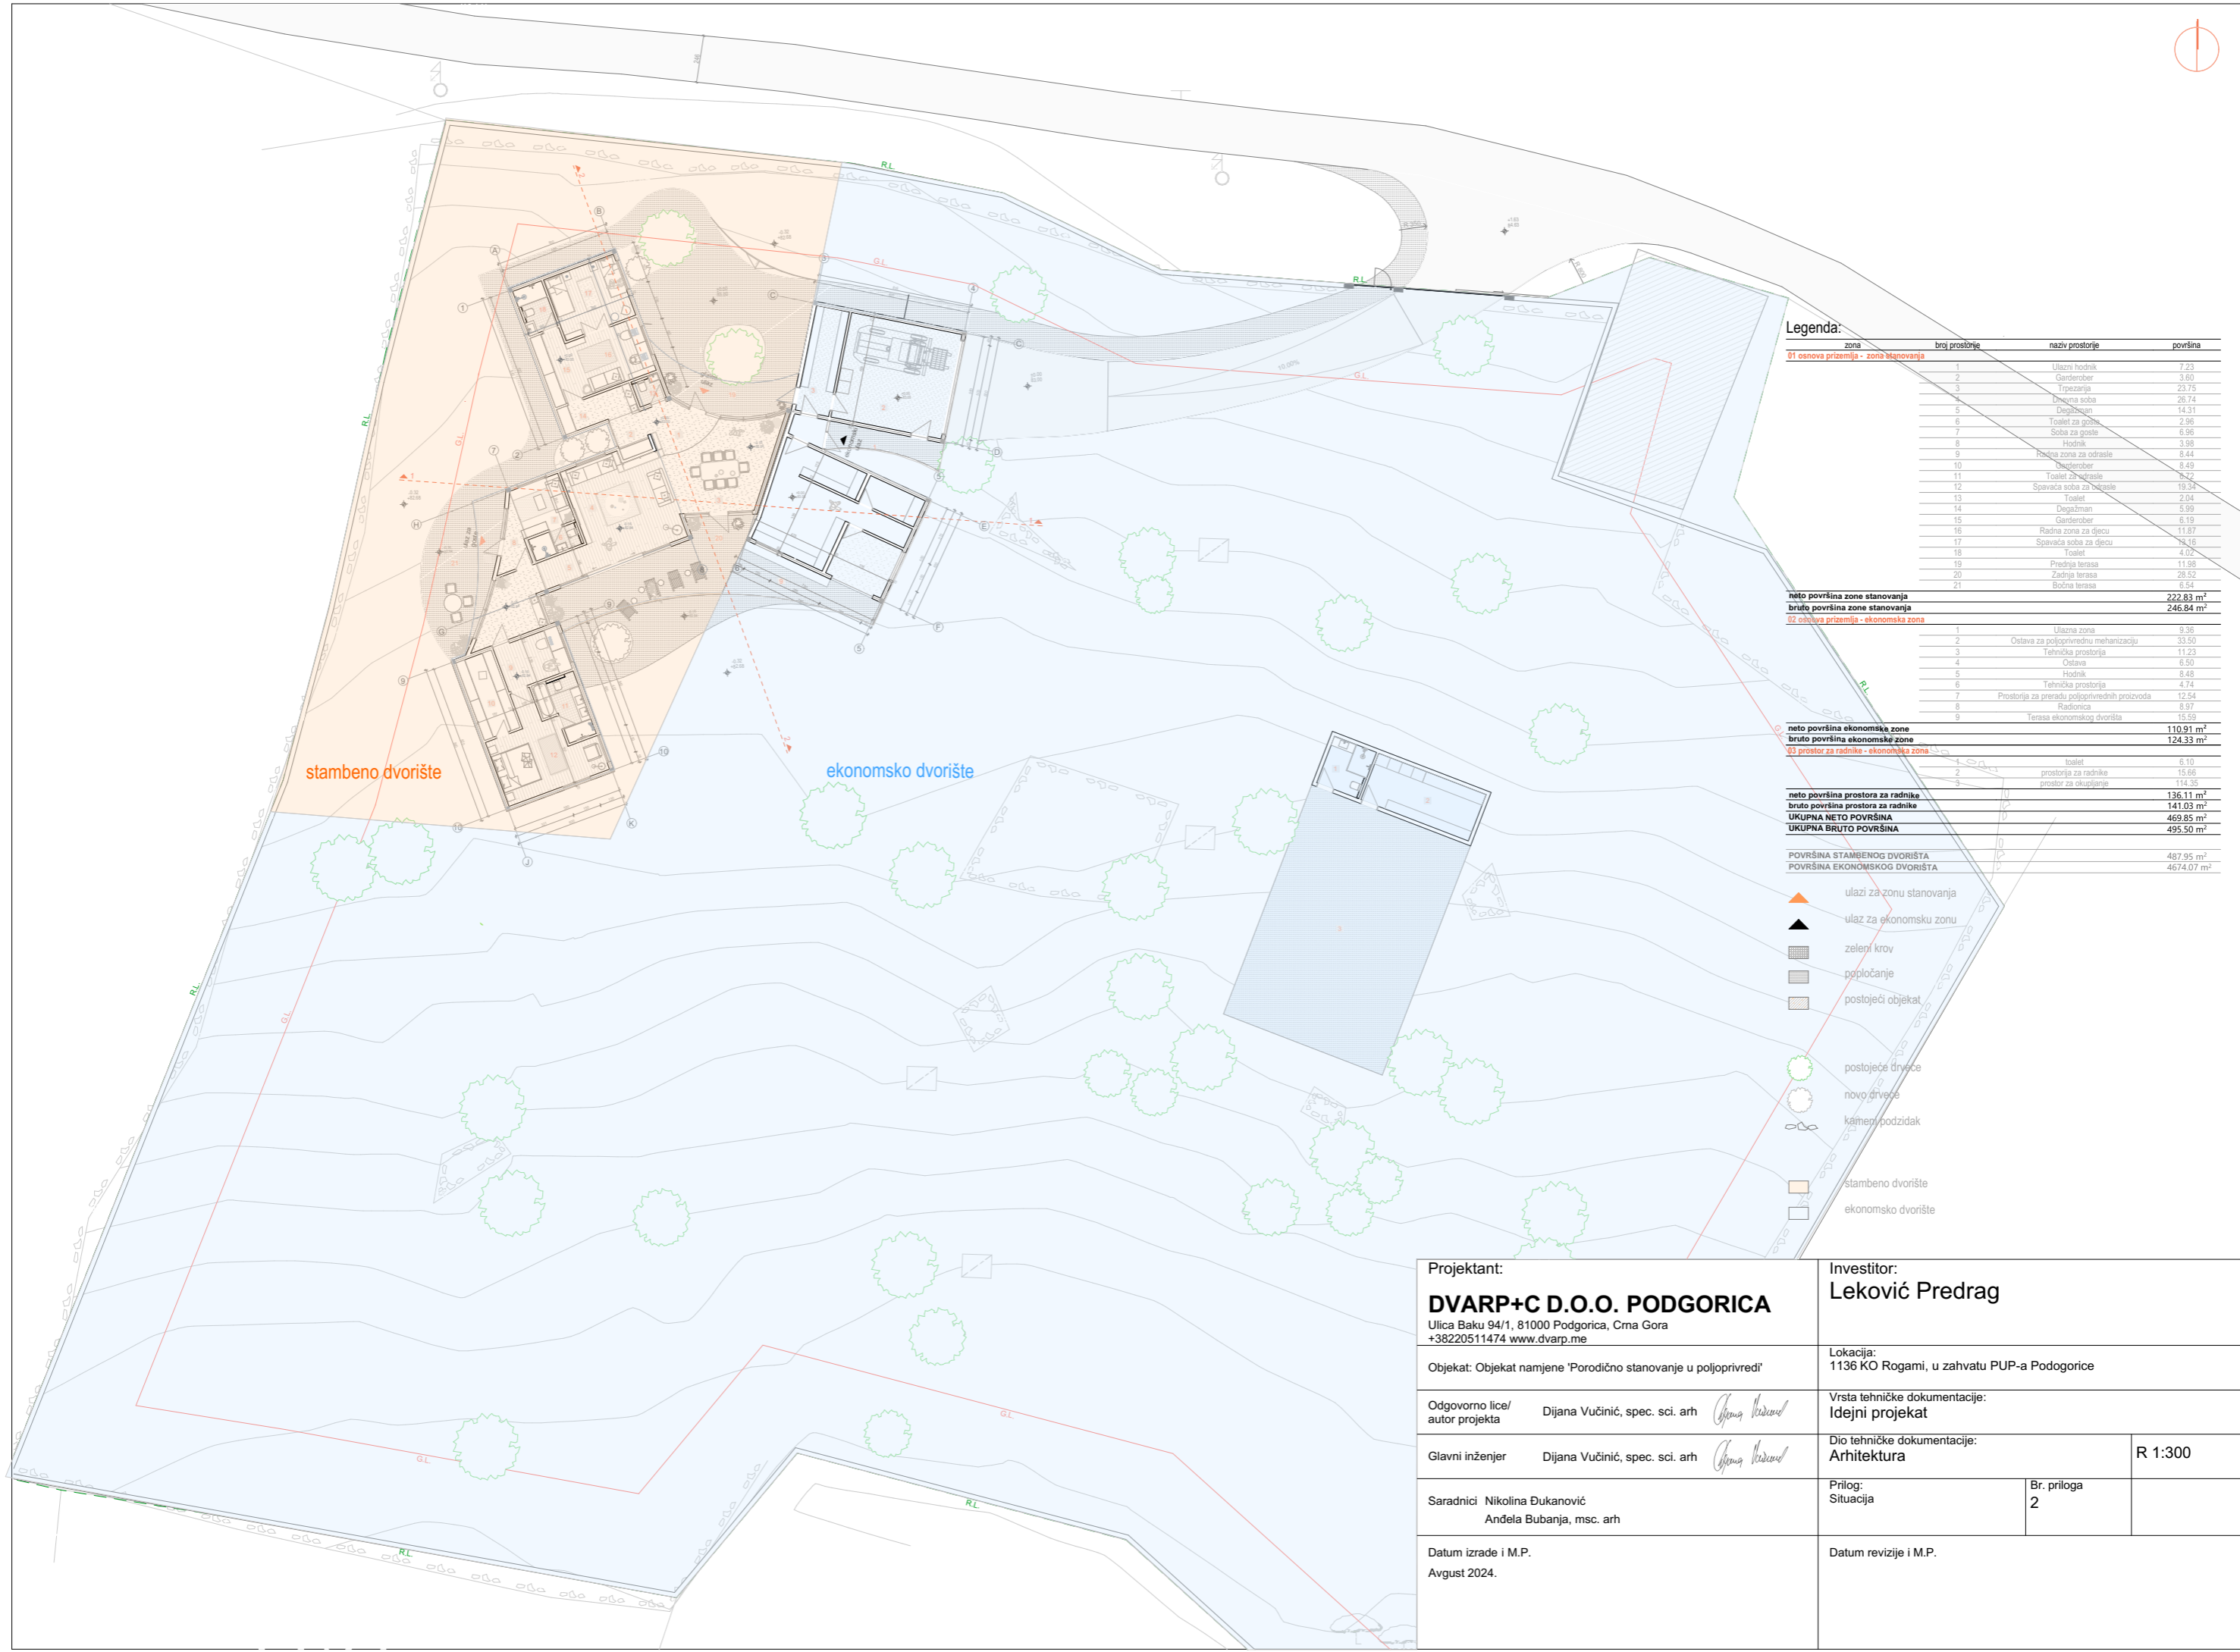 R.L.
R.L.
G.L.
G.L.
R.L.
G.L.
R.L.
stambeno dvorište
ekonomsko dvorište
R.L.
G.L.
R.L.
G.L.
G.L.
R.L.
R.L.
10.00%
Legenda:
zona broj prostorije naziv prostorije površina
01 osnova prizemlja - zona stanovanja
1 Ulazni hodnik 7.23
2 Garderober 3.60
3 Trpezarija 23.75
4 Dnevna soba 26.74
5 Degažman 14.31
6 Toalet za goste 2.96
7 Soba za goste 6.96
8 Hodnik 3.98
9 Radna zona za odrasle 8.44
10 Garderober 8.49
11 Toalet za odrasle 6.72
12 Spavaća soba za odrasle 19.34
13 Toalet 2.04
14 Degažman 5.99
15 Garderober 6.19
16 Radna zona za djecu 11.87
17 Spavaća soba za djecu 13.16
18 Toalet 4.02
19 Prednja terasa 11.98
20 Zadnja terasa 28.52
21 Bočna terasa 6.54
neto površina zone stanovanja 222.83 m²
bruto površina zone stanovanja 246.84 m²
02 osnova prizemlja - ekonomska zona
1 Ulazna zona 9.36
2 Ostava za poljoprivrednu mehanizaciju 33.50
3 Tehnička prostorija 11.23
4 Ostava 6.50
5 Hodnik 8.48
6 Tehnička prostorija 4.74
7 Prostorija za preradu poljoprivrednih proizvoda 12.54
8 Radionica 8.97
9 Terasa ekonomskog dvorišta 15.59
neto površina ekonomske zone 110.91 m²
bruto površina ekonomske zone 124.33 m²
03 prostor za radnike - ekonomska zona
1 toalet 6.10
2 prostorija za radnike 15.66
3 prostor za okupljanje 114.35
neto površina prostora za radnike 136.11 m²
bruto površina prostora za radnike 141.03 m²
UKUPNA NETO POVRŠINA 469.85 m²
UKUPNA BRUTO POVRŠINA 495.50 m²
POVRŠINA STAMBENOG DVORIŠTA 487.95 m²
POVRŠINA EKONOMSKOG DVORIŠTA 4674.07 m²
ulazi za zonu stanovanja
ulaz za ekonomsku zonu
zeleni krov
popločanje
postojeći objekat
postojeće drveće
novo drveće
kameni podzidak
stambeno dvorište
ekonomsko dvorište
Projektant:
DVARP+C D.O.O. PODGORICA
Ulica Baku 94/1, 81000 Podgorica, Crna Gora
+38220511474 www.dvarp.me
Investitor:
Leković Predrag
Objekat: Objekat namjene 'Porodično stanovanje u poljoprivredi'
Lokacija:
1136 KO Rogami, u zahvatu PUP-a Podogorice
Odgovorno lice/
autor projekta Dijana Vučinić, spec. sci. arh
Vrsta tehničke dokumentacije:
Idejni projekat
Glavni inženjer Dijana Vučinić, spec. sci. arh
Dio tehničke dokumentacije:
Arhitektura
R 1:300
Saradnici Nikolina Đukanović
Anđela Bubanja, msc. arh
Prilog:
Situacija
Br. priloga
2
Datum izrade i M.P.
Avgust 2024.
Datum revizije i M.P.